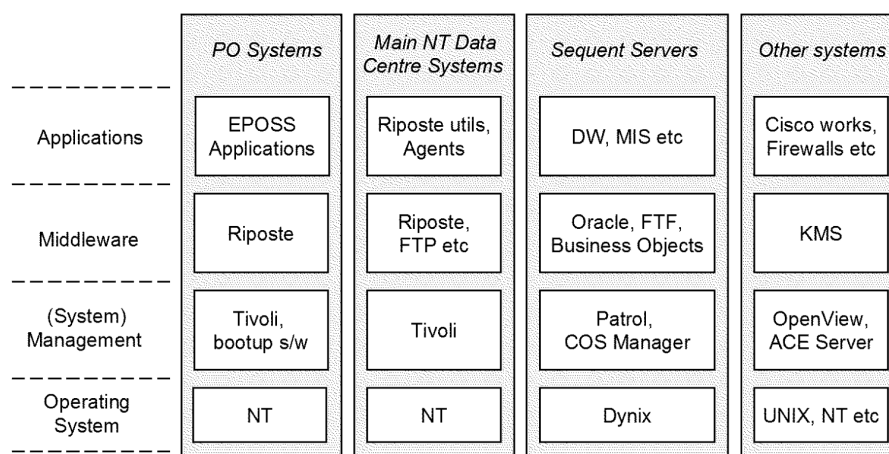 PO Systems
Main NT Data
Centre Systems
Sequent Servers
Other systems
Applications
EPOSS
Applications
Riposte utils,
Agents
DW, MIS etc
Cisco works,
Firewalls etc
Middleware
Riposte
Riposte,
FTP etc
Oracle, FTF,
Business Objects
KMS
(System)
Management
Tivoli,
bootup s/w
Tivoli
Patrol,
COS Manager
OpenView,
ACE Server
Operating
System
NT
NT
Dynix
UNIX, NT etc